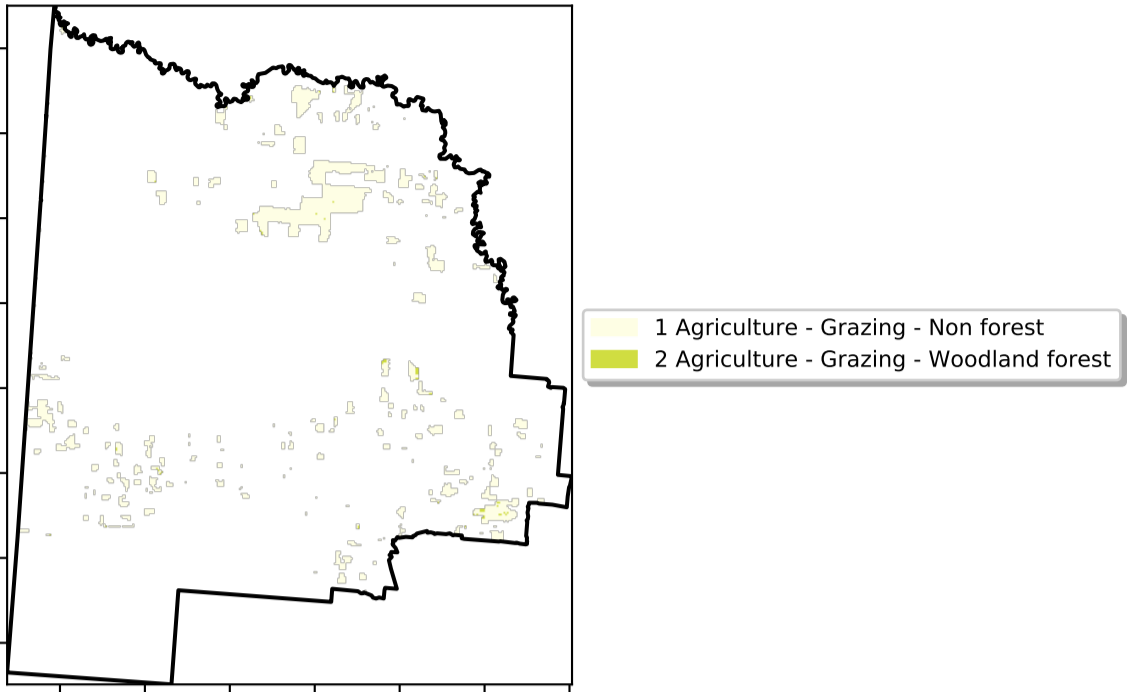 1 Agriculture - Grazing - Non forest
2 Agriculture - Grazing - Woodland forest